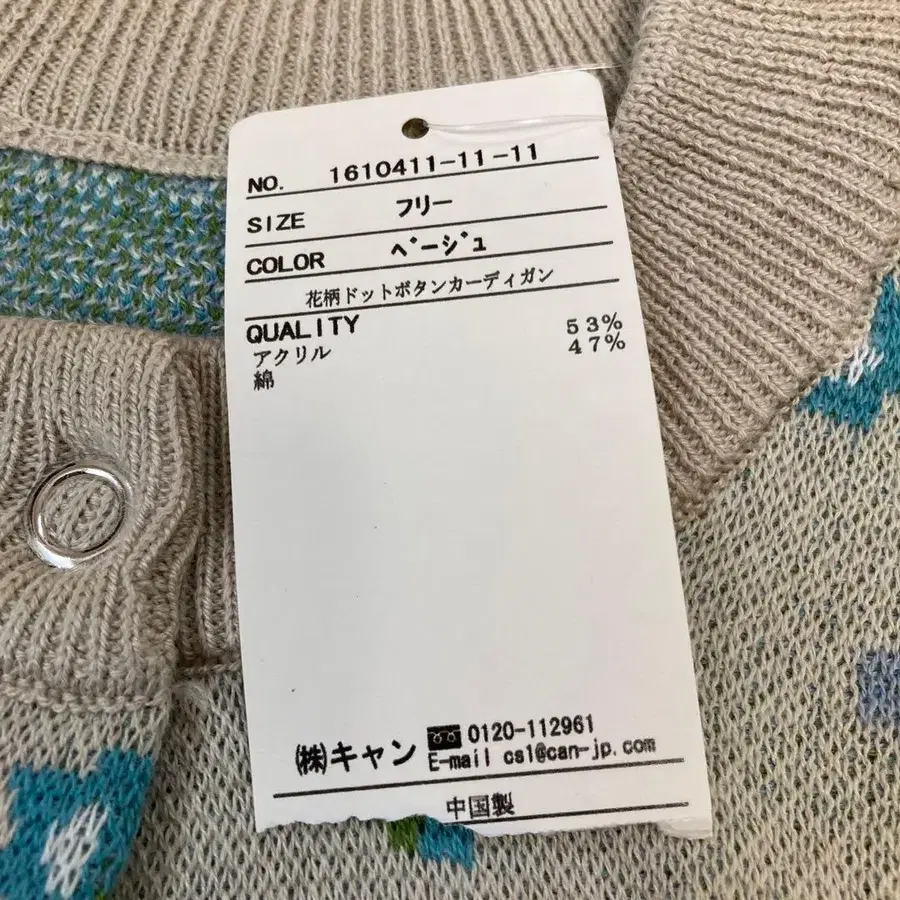 NO. 1610411-11-11
SIZE フリー
COLOR ベージュ
花柄ドットボタンカーディガン
QUALITY
アクリル 53%
綿 47%
㈱キャン 0120-112961
E-mail cs1@can-jp.com
中国製